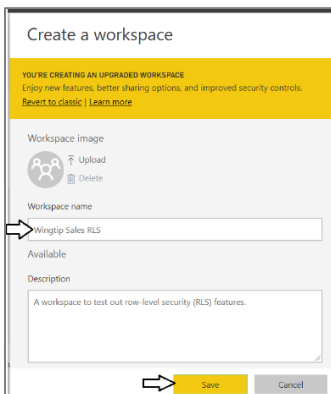 Create a workspace
YOU'RE CREATING AN UPGRADED WORKSPACE
Enjoy new features, better sharing options, and improved security controls.
Revert to classic | Learn more
Workspace image
Upload
Delete
Workspace name
Wingtip Sales RLS
Available
Description
A workspace to test out row-level security (RLS) features.
Save Cancel